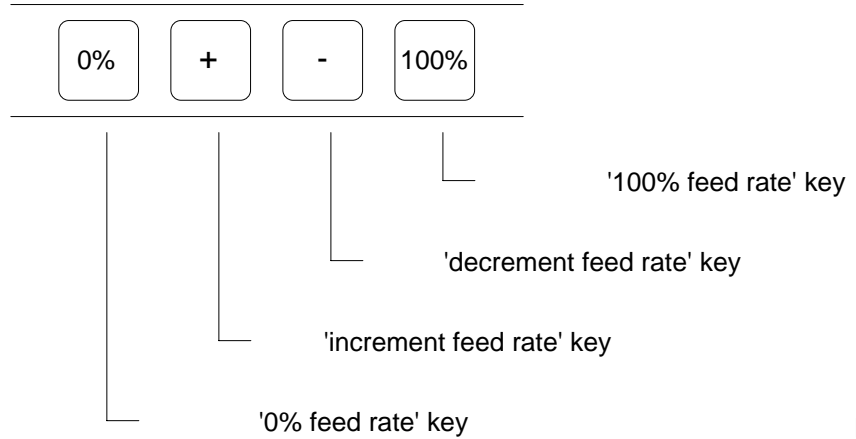 0% + - 100%
'100% feed rate' key
'decrement feed rate' key
'increment feed rate' key
'0% feed rate' key